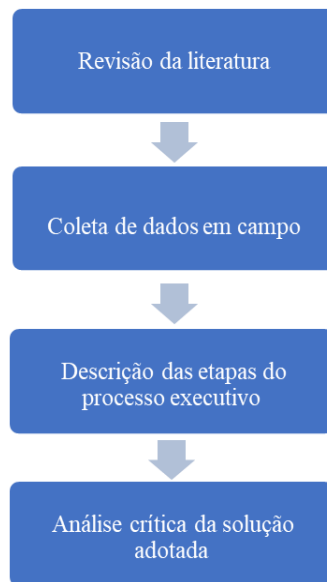 Revisão da literatura
Coleta de dados em campo
Descrição das etapas do
processo executivo
Análise crítica da solução
adotada